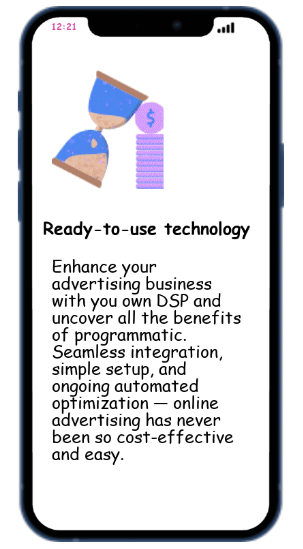 12:21
$
Ready-to-use technology
Enhance your
advertising business
with you own DSP and
uncover all the benefits
of programmatic.
Seamless integration,
simple setup, and
ongoing automated
optimization — online
advertising has never
been so cost-effective
and easy.